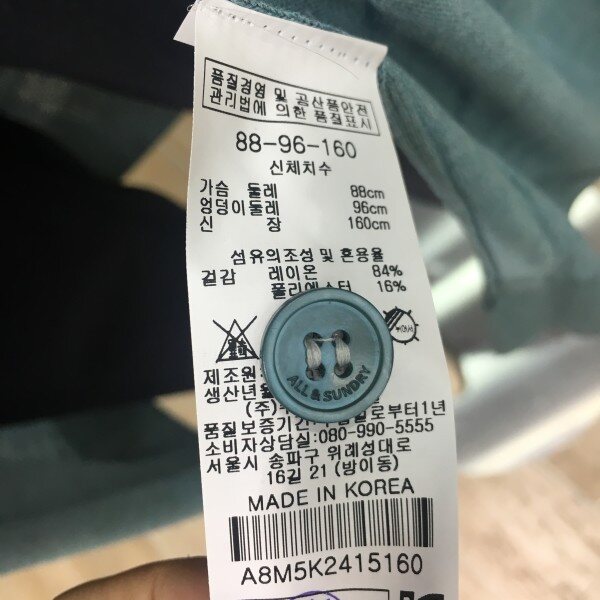 품질경영 및 공산품안전
관리법에 의한 품질표시
88-96-160
신체치수
가슴 둘레 88cm
엉덩이둘레 96cm
신 장 160cm
섬유의조성 및 혼용율
겉감 레이온 84%
폴리에스터 16%
ALL & SUNDRY
제조원
생산년월
(주)
품질보증기간: 구입일로부터1년
소비자상담실:080-990-5555
서울시 송파구 위례성대로
16길 21 (방이동)
MADE IN KOREA
A8M5K2415160